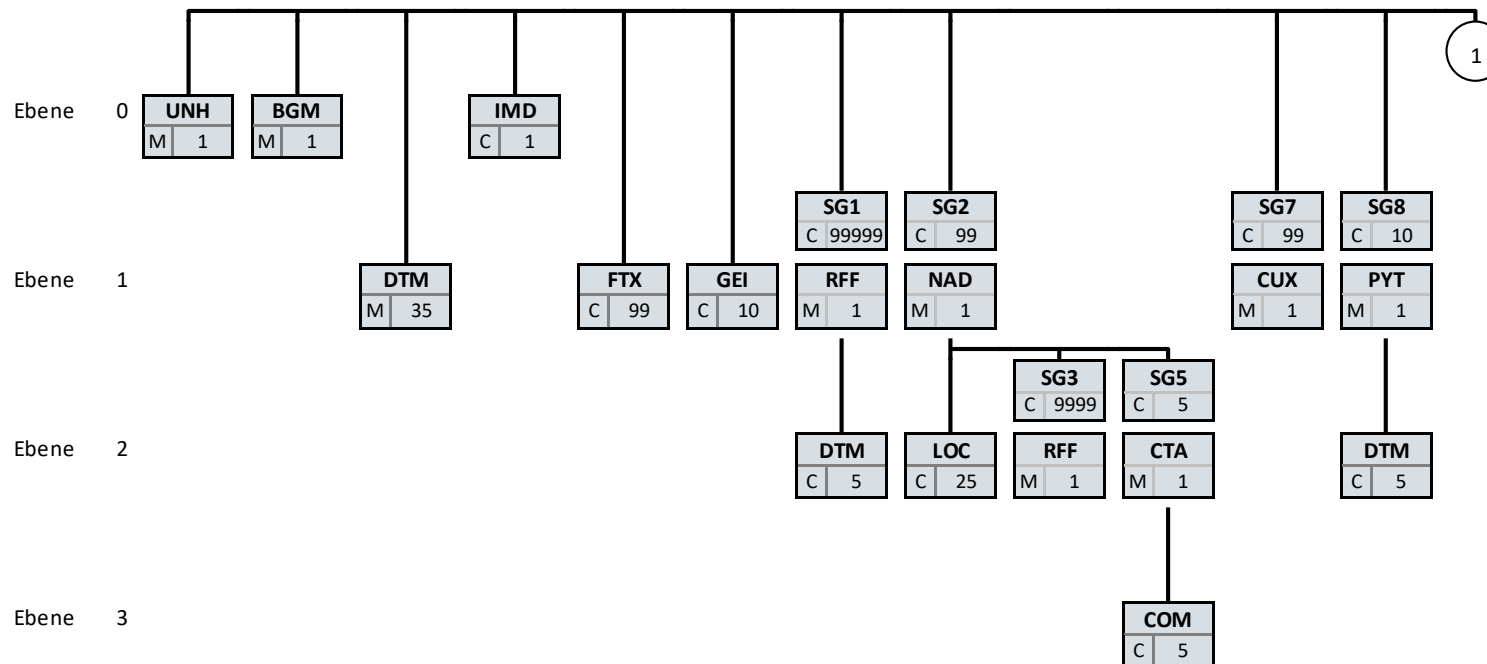 1
Ebene 0 UNH BGM IMD
M 1 M 1 C 1
SG1 SG2 SG7 SG8
C 99999 C 99 C 99 C 10
Ebene 1 DTM FTX GEI RFF NAD CUX PYT
M 35 C 99 C 10 M 1 M 1 M 1 M 1
SG3 SG5
C 9999 C 5
Ebene 2 DTM LOC RFF CTA DTM
C 5 C 25 M 1 M 1 C 5
Ebene 3 COM
C 5